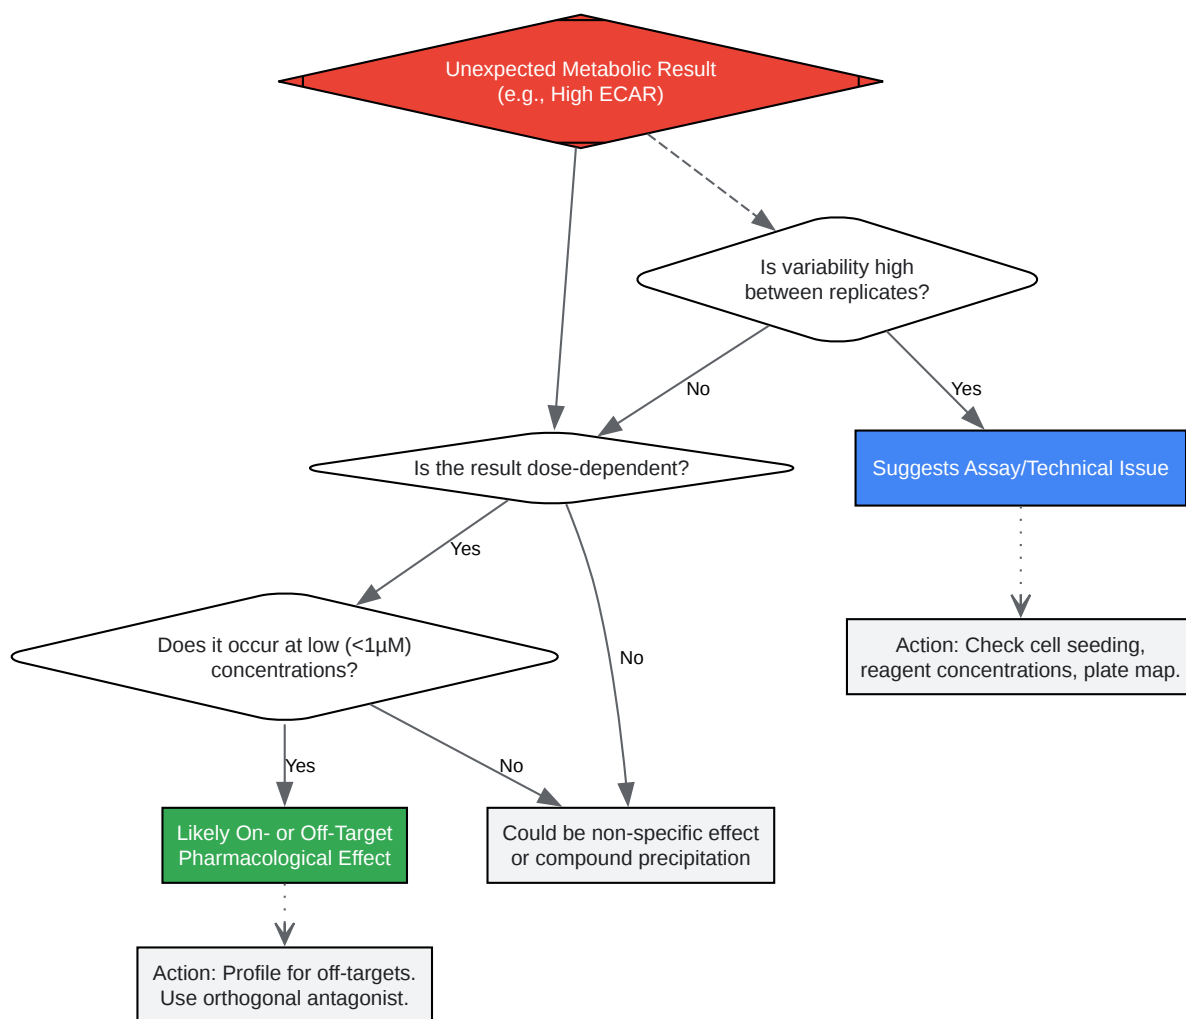 Unexpected Metabolic Result
(e.g., High ECAR)
Is variability high
between replicates?
No
Yes
Is the result dose-dependent?
Suggests Assay/Technical Issue
Yes
No
Does it occur at low (<1µM)
concentrations?
Action: Check cell seeding,
reagent concentrations, plate map.
Yes
No
Likely On- or Off-Target
Pharmacological Effect
Could be non-specific effect
or compound precipitation
Action: Profile for off-targets.
Use orthogonal antagonist.